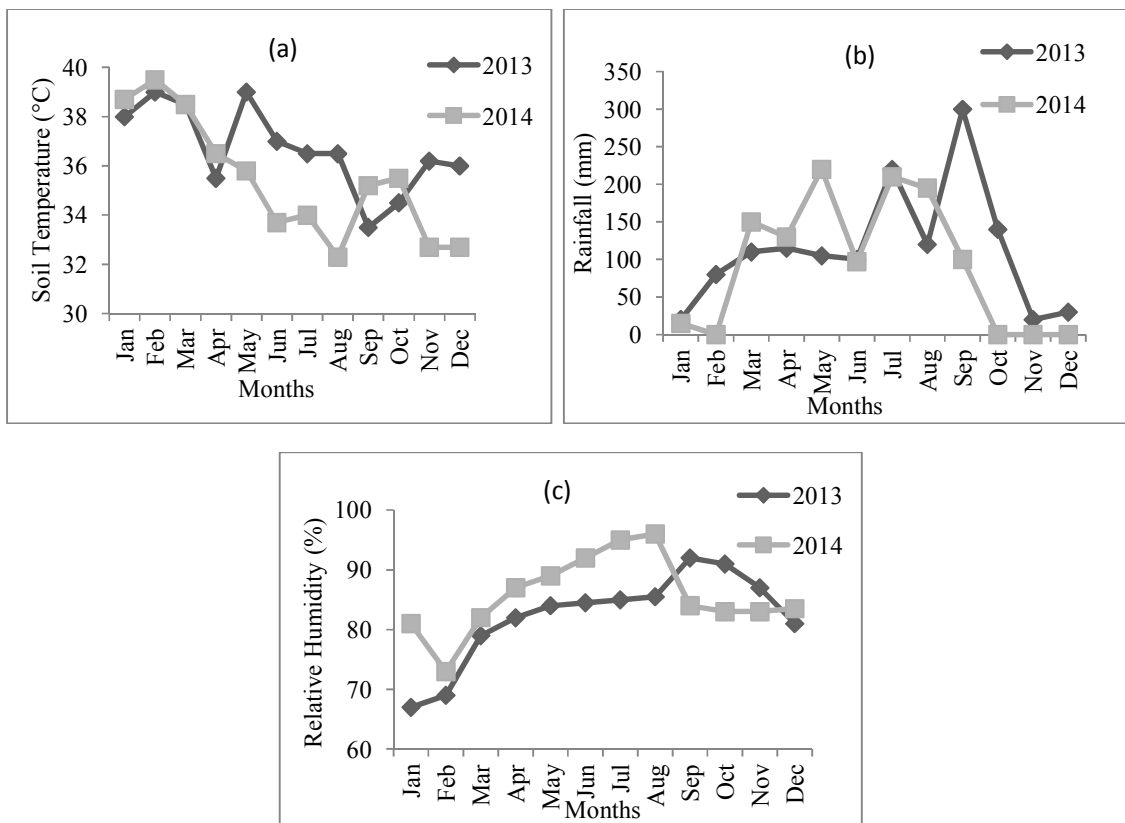 (a)
2013
2014
Soil Temperature (°C)
40
38
36
34
32
30
Jan
Feb
Mar
Apr
May
Jun
Jul
Aug
Sep
Oct
Nov
Dec
Months
(b)
2013
2014
Rainfall (mm)
350
300
250
200
150
100
50
0
Jan
Feb
Mar
Apr
May
Jun
Jul
Aug
Sep
Oct
Nov
Dec
Months
(c)
2013
2014
Relative Humidity (%)
100
90
80
70
60
Jan
Feb
Mar
Apr
May
Jun
Jul
Aug
Sep
Oct
Nov
Dec
Months